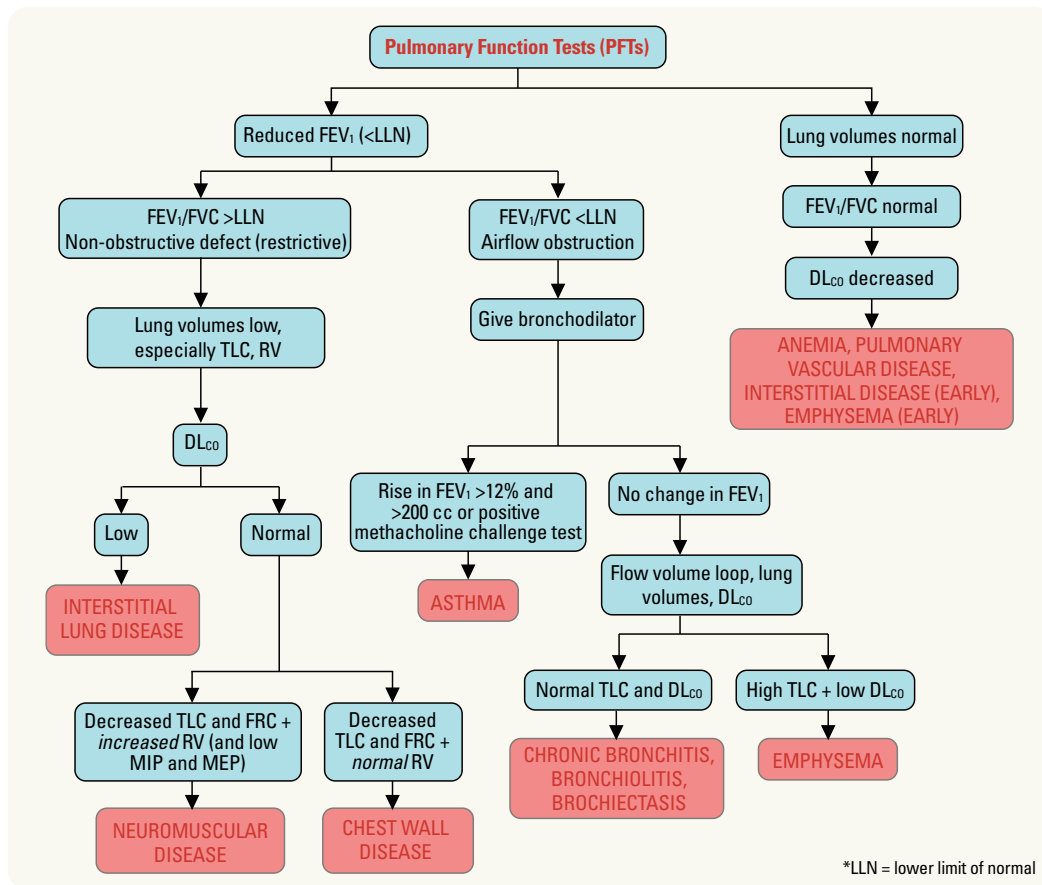 Pulmonary Function Tests (PFTs)
Reduced FEV₁ (<LLN)
Lung volumes normal
FEV₁/FVC >LLN
Non-obstructive defect (restrictive)
FEV₁/FVC <LLN
Airflow obstruction
FEV₁/FVC normal
Lung volumes low,
especially TLC, RV
Give bronchodilator
DLco decreased
ANEMIA, PULMONARY
VASCULAR DISEASE,
INTERSTITIAL DISEASE (EARLY),
EMPHYSEMA (EARLY)
DLco
Low
Normal
Rise in FEV₁ >12% and
>200 cc or positive
methacholine challenge test
No change in FEV₁
INTERSTITIAL
LUNG DISEASE
ASTHMA
Flow volume loop, lung
volumes, DLco
Normal TLC and DLco
High TLC + low DLco
Decreased TLC and FRC +
increased RV (and low
MIP and MEP)
Decreased
TLC and FRC +
normal RV
CHRONIC BRONCHITIS,
BRONCHIOLITIS,
BROCHIECTASIS
EMPHYSEMA
NEUROMUSCULAR
DISEASE
CHEST WALL
DISEASE
*LLN = lower limit of normal